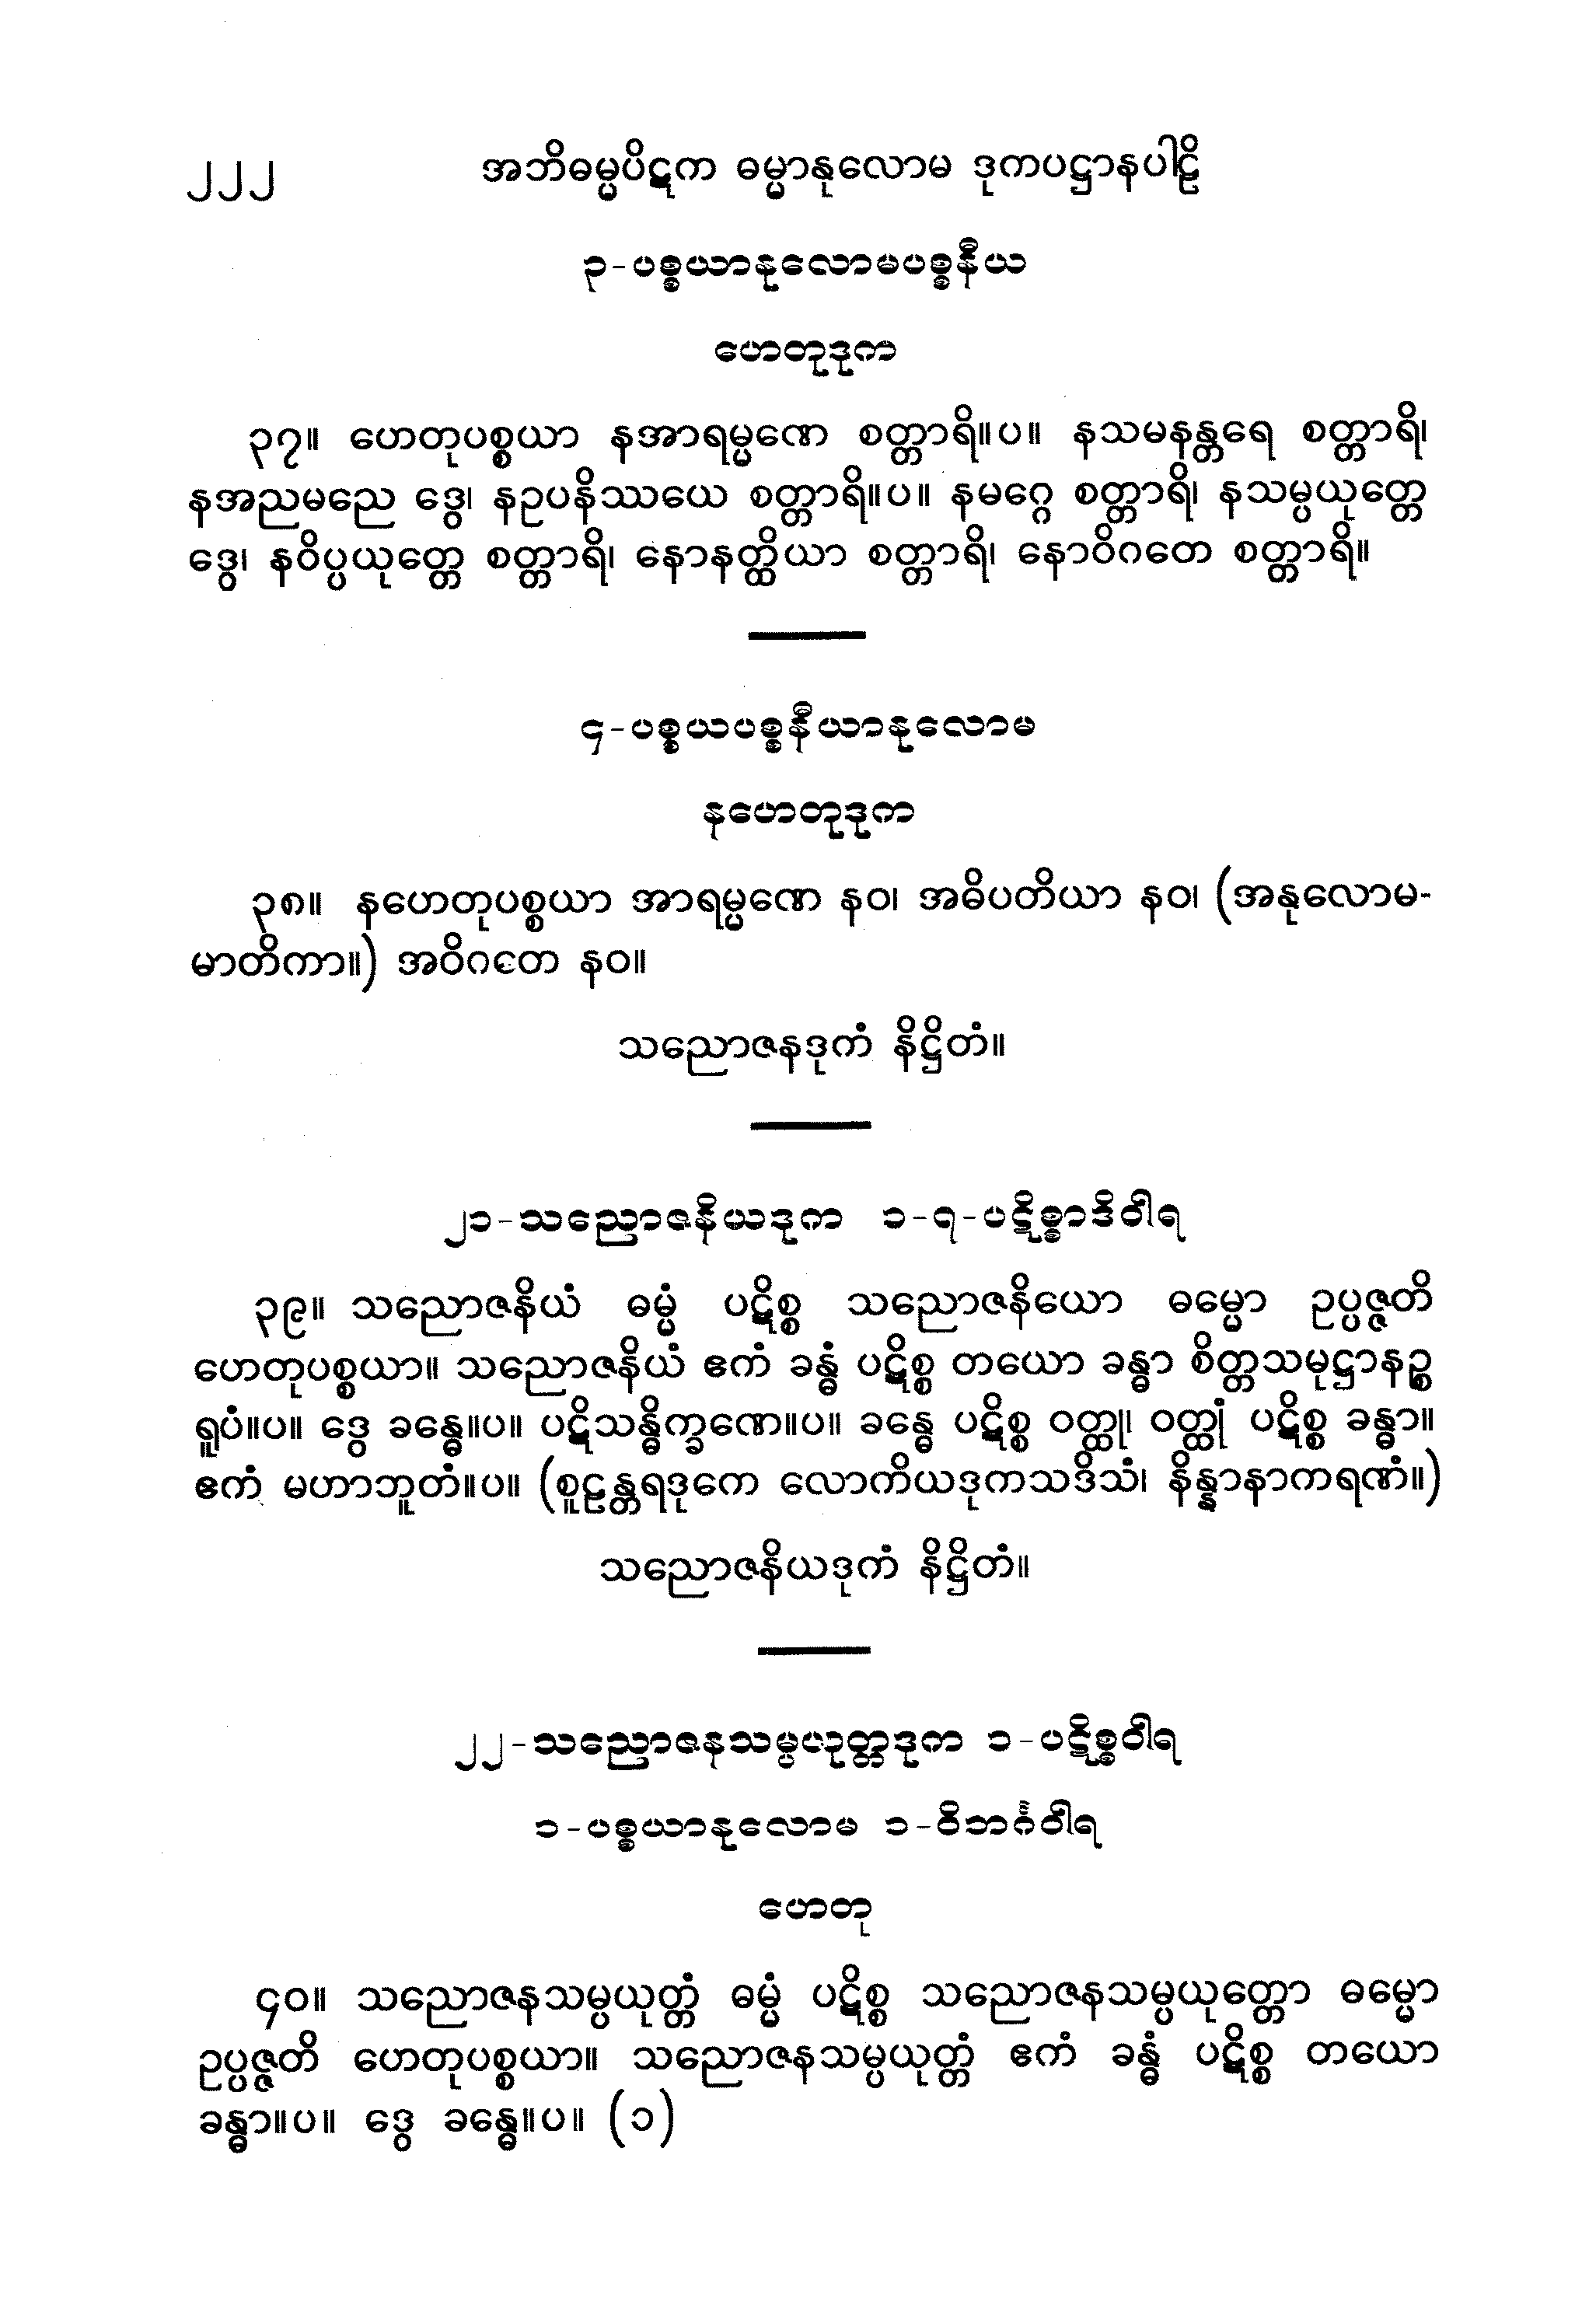 ၂၂၂ အဘိဓမ္မပိဋက ဓမ္မာနုလောမ ဒုကပဋ္ဌာနပါဠိ
၃-ပစ္စယာနုလောမပစ္စနီယ
ဟေတုဒုက
၃၇။ ဟေတုပစ္စယာ နအာရမ္မဏေ စတ္တာရိ။ပ။ နသမနန္တရေ စတ္တာရိ၊
နအညမညေ ဒွေ၊ နဥပနိဿယေ စတ္တာရိ။ပ။ နမဂ္ဂေ စတ္တာရိ၊ နသမ္ပယုတ္တေ
ဒွေ၊ နဝိပ္ပယုတ္တေ စတ္တာရိ၊ နောနတ္ထိယာ စတ္တာရိ၊ နောဝိဂတေ စတ္တာရိ။
၄-ပစ္စယပစ္စနီယာနုလောမ
နဟေတုဒုက
၃၈။ နဟေတုပစ္စယာ အာရမ္မဏေ နဝ၊ အဓိပတိယာ နဝ၊ (အနုလောမ-
မာတိကာ။) အဝိဂတေ နဝ။
သညောဇနဒုကံ နိဋ္ဌိတံ။
၂၁-သညောဇနိယဒုက ၁-၇-ပဋိစ္စာဒိဝါရ
၃၉။ သညောဇနိယံ ဓမ္မံ ပဋိစ္စ သညောဇနိယော ဓမ္မော ဥပ္ပဇ္ဇတိ
ဟေတုပစ္စယာ။ သညောဇနိယံ ဧကံ ခန္ဓံ ပဋိစ္စ တယော ခန္ဓာ စိတ္တသမုဋ္ဌာနဉ္စ
ရူပံ။ပ။ ဒွေ ခန္ဓေ။ပ။ ပဋိသန္ဓိက္ခဏေ။ပ။ ခန္ဓေ ပဋိစ္စ ဝတ္ထု၊ ဝတ္ထုံ ပဋိစ္စ ခန္ဓာ။
ဧကံ မဟာဘူတံ။ပ။ (စူဠန္တရဒုကေ လောကိယဒုကသဒိသံ၊ နိန္နာနာကရဏံ။)
သညောဇနိယဒုကံ နိဋ္ဌိတံ။
၂၂-သညောဇနသမ္ပယုတ္တဒုက ၁-ပဋိစ္စဝါရ
၁-ပစ္စယာနုလောမ ၁-ဝိဘင်္ဂဝါရ
ဟေတု
၄၀။ သညောဇနသမ္ပယုတ္တံ ဓမ္မံ ပဋိစ္စ သညောဇနသမ္ပယုတ္တော ဓမ္မော
ဥပ္ပဇ္ဇတိ ဟေတုပစ္စယာ။ သညောဇနသမ္ပယုတ္တံ ဧကံ ခန္ဓံ ပဋိစ္စ တယော
ခန္ဓာ။ပ။ ဒွေ ခန္ဓေ။ပ။ (၁)